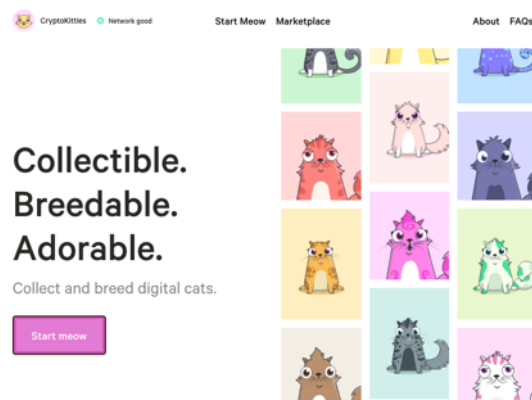 CryptoKitties Network good Start Meow Marketplace About FAQs
Collectible.
Breedable.
Adorable.
Collect and breed digital cats.
Start meow